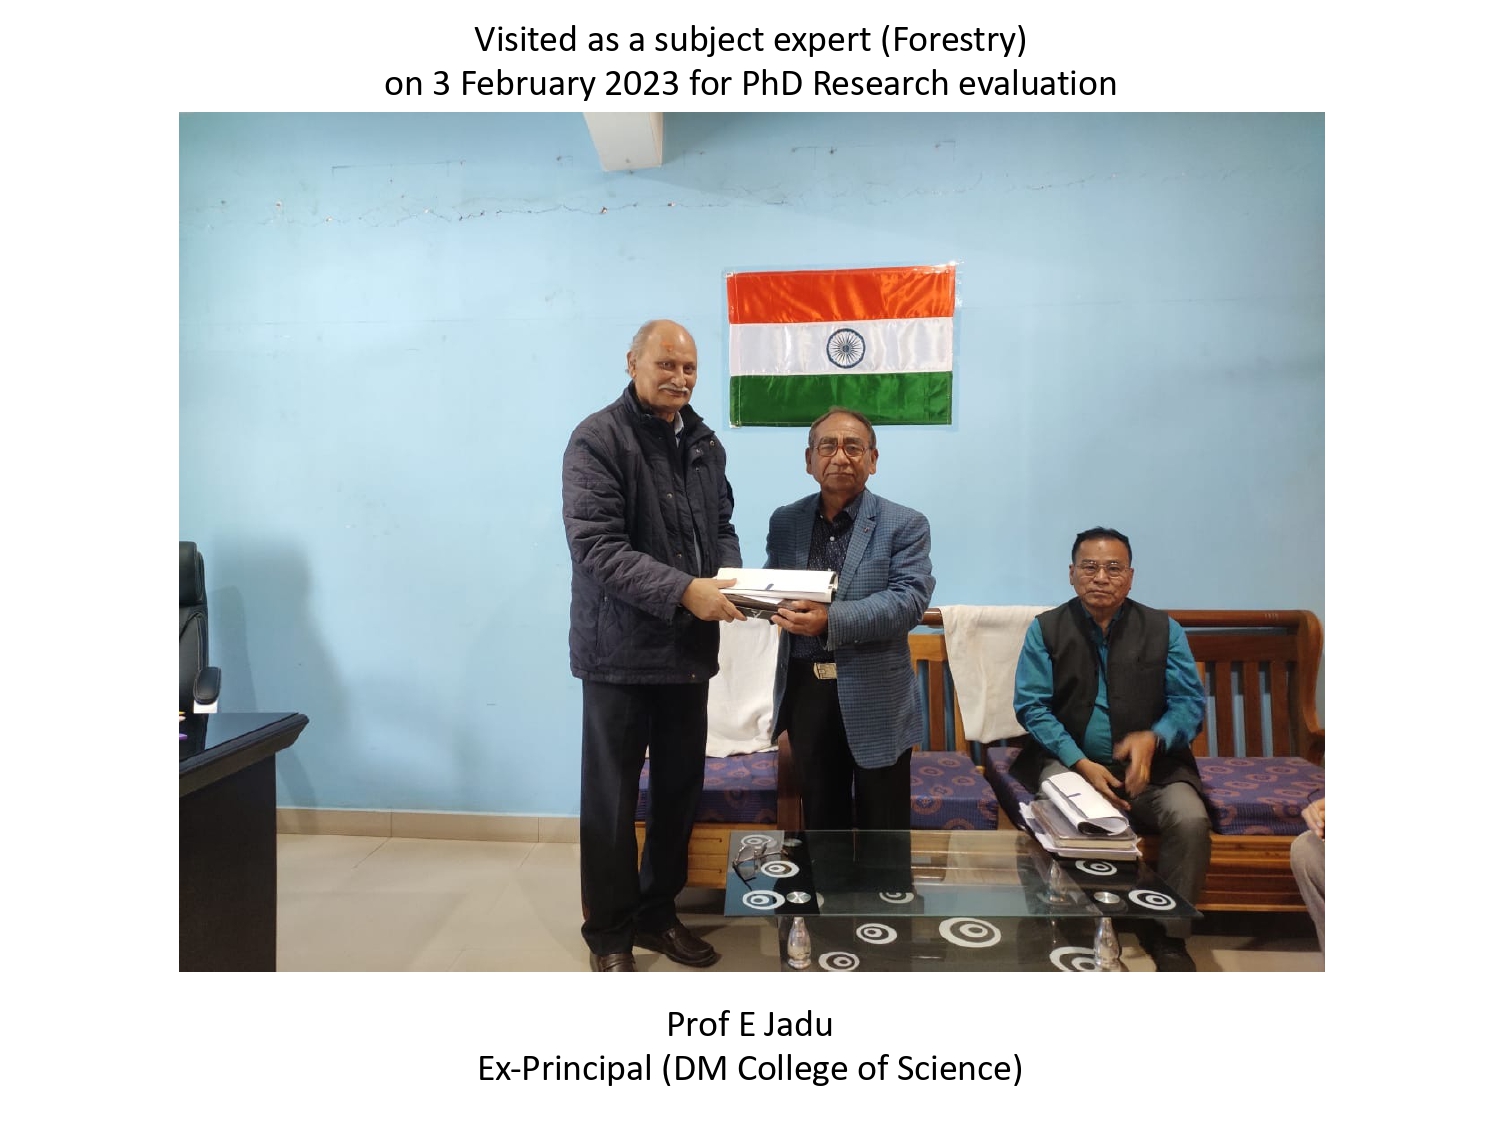 Visited as a subject expert (Forestry)
on 3 February 2023 for PhD Research evaluation
Prof E Jadu
Ex-Principal (DM College of Science)